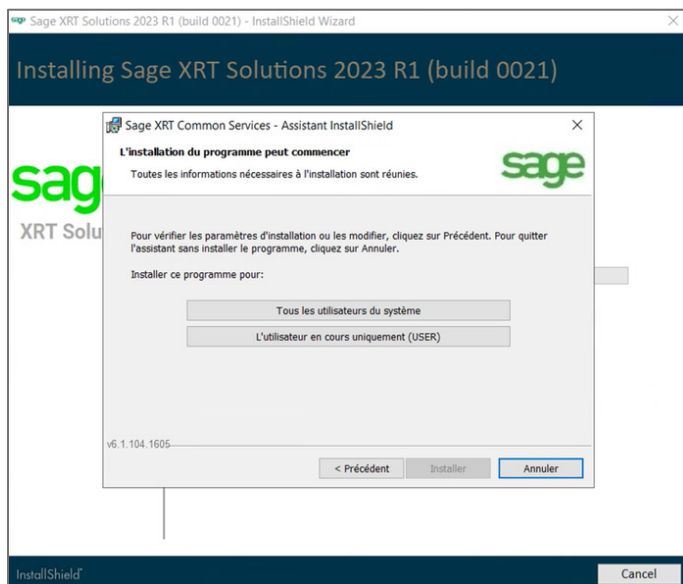 Sage XRT Solutions 2023 R1 (build 0021) - InstallShield Wizard
Installing Sage XRT Solutions 2023 R1 (build 0021)
Sage XRT Common Services - Assistant InstallShield
L'installation du programme peut commencer
Toutes les informations nécessaires à l'installation sont réunies.
sage
sag
XRT Solu
Pour vérifier les paramètres d'installation ou les modifier, cliquez sur Précédent. Pour quitter
l'assistant sans installer le programme, cliquez sur Annuler.
Installer ce programme pour:
Tous les utilisateurs du système
L'utilisateur en cours uniquement (USER)
v6.1.104.1605
< Précédent
Installer
Annuler
InstallShield
Cancel